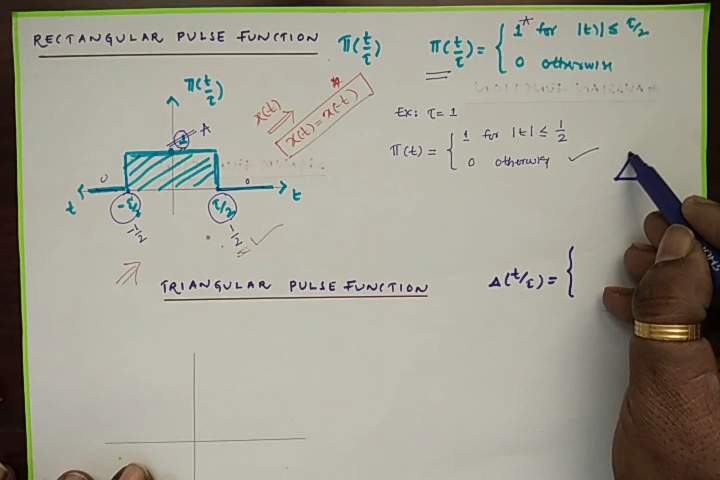 RECTANGULAR PULSE FUNCTION π(t/τ)
π(t/τ) = { 1 A for |t)| ≤ τ/2
0 otherwise
π(t/τ)
1 A
0
0
t
-τ/2
τ/2
t
-1/2
1/2
x(t)
x(t) = x(-t)
Ex: τ = 1
π(t) = { 1 for |t| ≤ 1/2
0 otherwise
TRIANGULAR PULSE FUNCTION
Δ(t/τ) = {
Δ